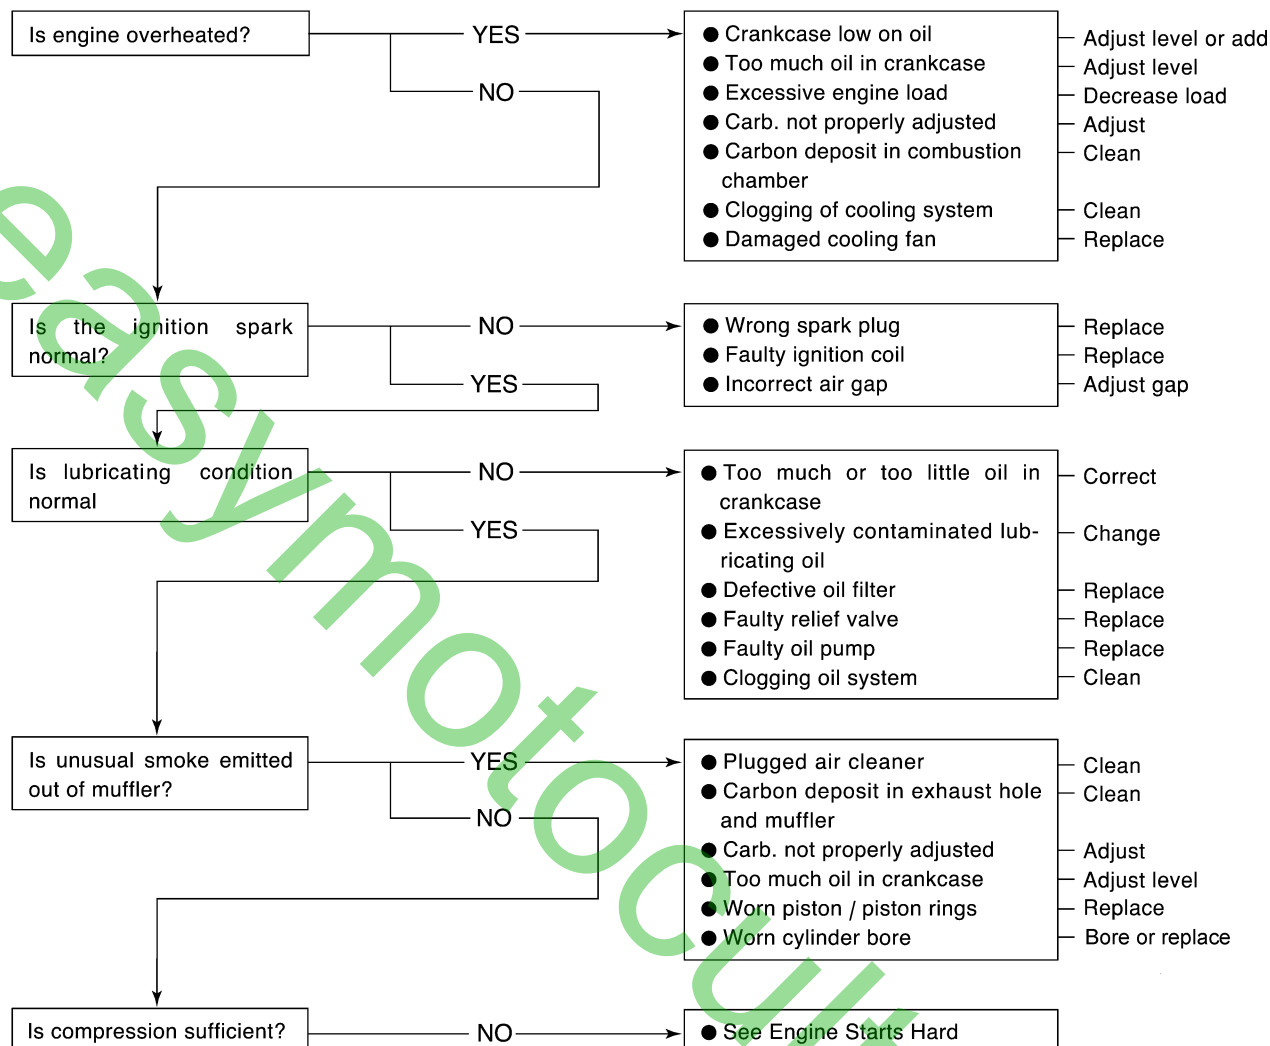 Is engine overheated?
YES
NO
● Crankcase low on oil
● Too much oil in crankcase
● Excessive engine load
● Carb. not properly adjusted
● Carbon deposit in combustion
chamber
● Clogging of cooling system
● Damaged cooling fan
Adjust level or add
Adjust level
Decrease load
Adjust
Clean
Clean
Replace
Is the ignition spark
normal?
NO
YES
● Wrong spark plug
● Faulty ignition coil
● Incorrect air gap
Replace
Replace
Adjust gap
Is lubricating condition
normal
NO
YES
● Too much or too little oil in
crankcase
● Excessively contaminated lub-
ricating oil
● Defective oil filter
● Faulty relief valve
● Faulty oil pump
● Clogging oil system
Correct
Change
Replace
Replace
Replace
Clean
Is unusual smoke emitted
out of muffler?
YES
NO
● Plugged air cleaner
● Carbon deposit in exhaust hole
and muffler
● Carb. not properly adjusted
● Too much oil in crankcase
● Worn piston / piston rings
● Worn cylinder bore
Clean
Clean
Adjust
Adjust level
Replace
Bore or replace
Is compression sufficient?
NO
● See Engine Starts Hard
easymotocult